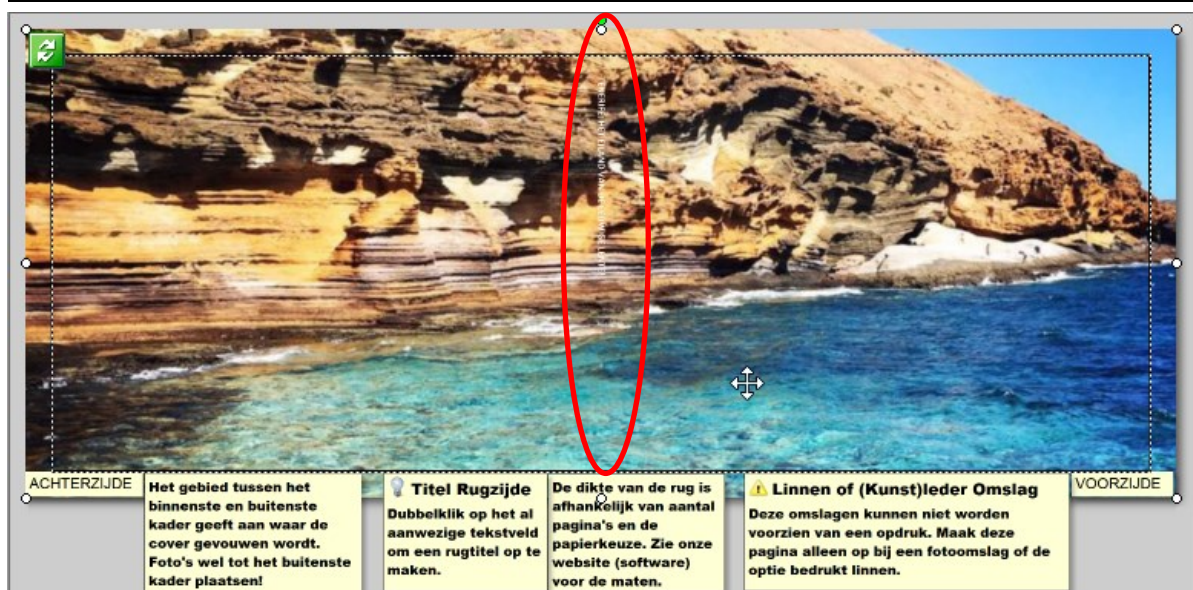 ACHTERZIJDE
Het gebied tussen het
binnenste en buitenste
kader geeft aan waar de
cover gevouwen wordt.
Foto's wel tot het buitenste
kader plaatsen!
Titel Rugzijde
Dubbelklik op het al
aanwezige tekstveld
om een rugtitel op te
maken.
De dikte van de rug is
afhankelijk van aantal
pagina's en de
papierkeuze. Zie onze
website (software)
voor de maten.
Linnen of (Kunst)leder Omslag
Deze omslagen kunnen niet worden
voorzien van een opdruk. Maak deze
pagina alleen op bij een fotoomslag of de
optie bedrukt linnen.
VOORZIJDE